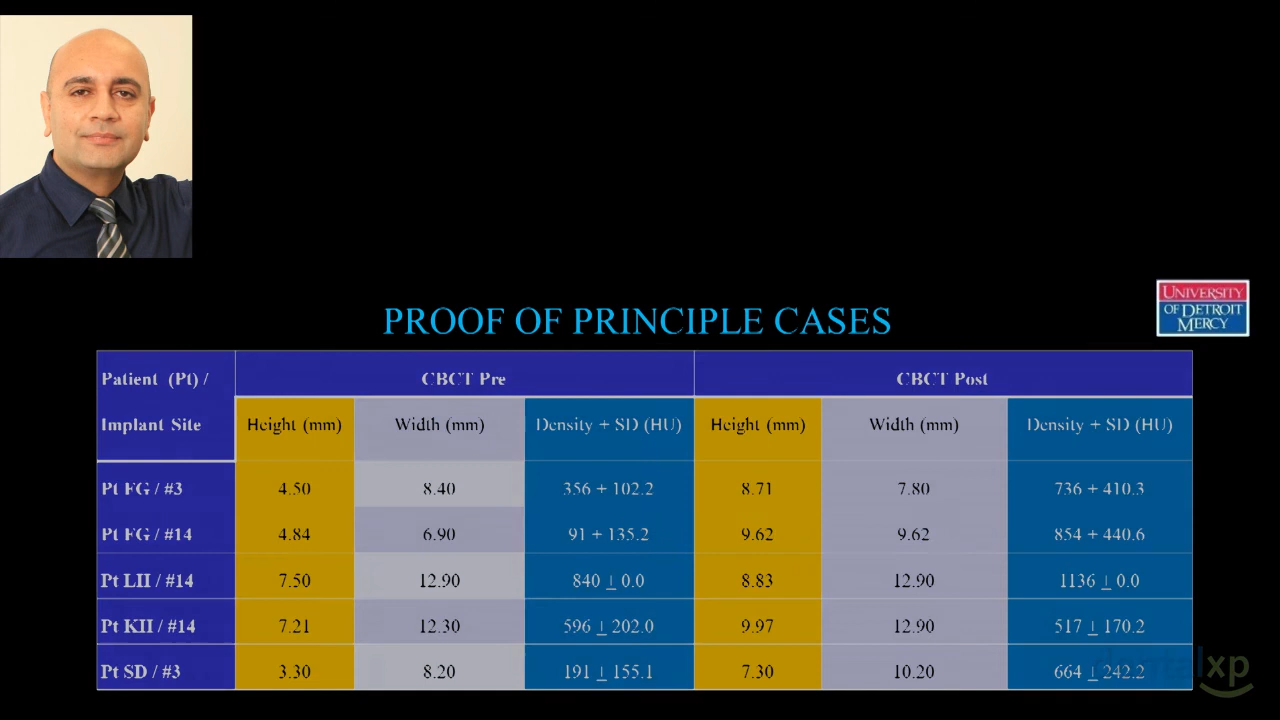 UNIVERSITY
OF DETROIT
MERCY
PROOF OF PRINCIPLE CASES
Patient (Pt) / CBCT Pre CBCT Post
Implant Site Height (mm) Width (mm) Density + SD (HU) Height (mm) Width (mm) Density + SD (HU)
Pt FG / #3 4.50 8.40 356 + 102.2 8.71 7.80 736 + 410.3
Pt FG / #14 4.84 6.90 91 + 135.2 9.62 9.62 854 + 440.6
Pt LH / #14 7.50 12.90 840 ± 0.0 8.83 12.90 1136 ± 0.0
Pt KH / #14 7.21 12.30 596 ± 202.0 9.97 12.90 517 ± 170.2
Pt SD / #3 3.30 8.20 191 ± 155.1 7.30 10.20 664 ± 242.2
dentalxp